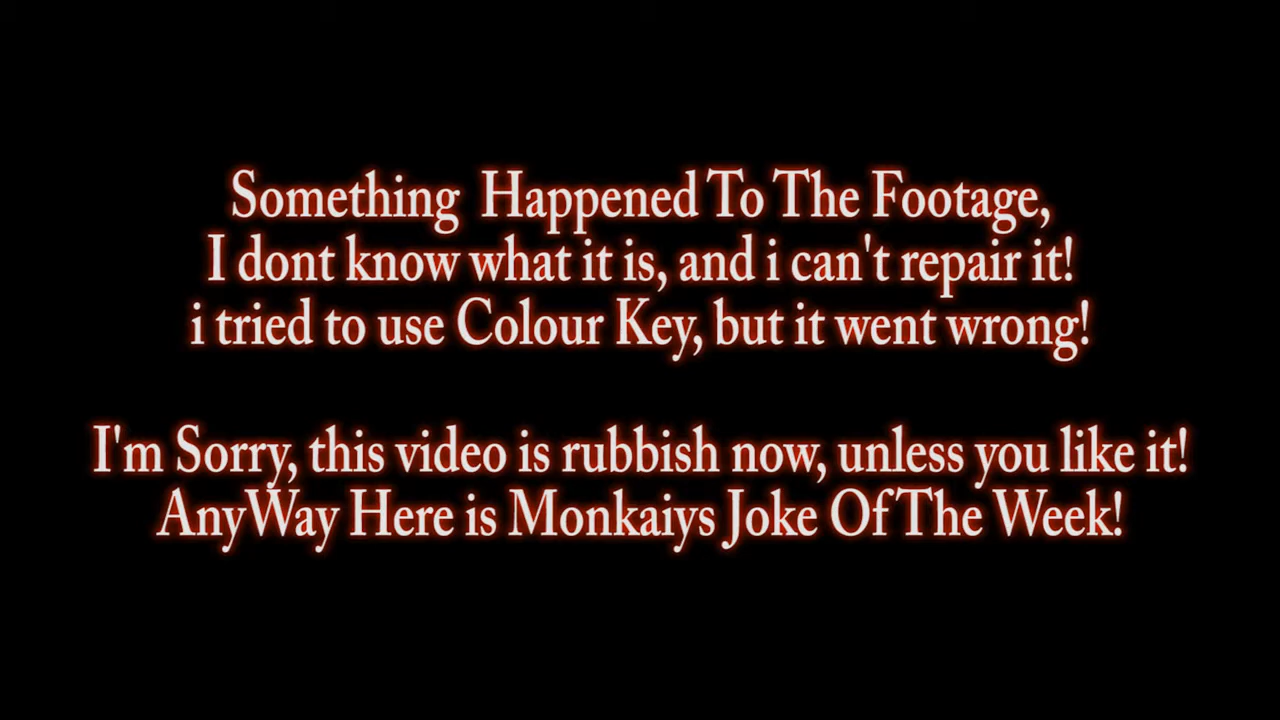 Something  Happened To The Footage,
I dont know what it is, and i can't repair it!
i tried to use Colour Key, but it went wrong!
I'm Sorry, this video is rubbish now, unless you like it!
AnyWay Here is Monkaiys Joke Of The Week!